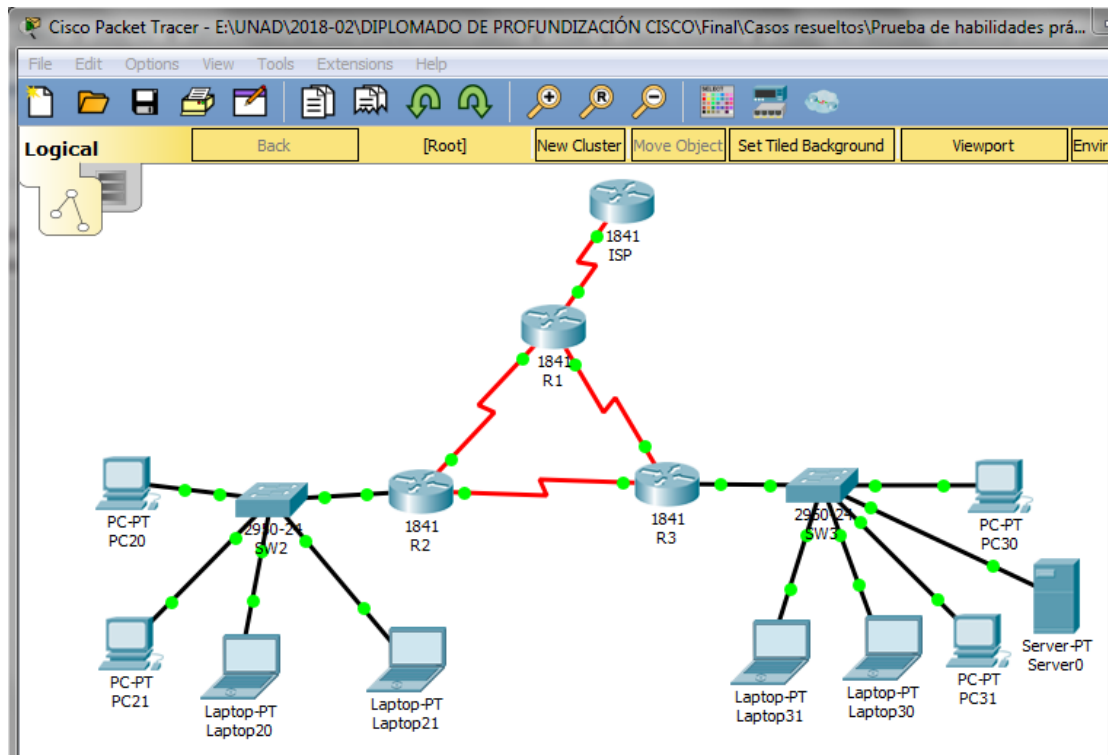 Cisco Packet Tracer - E:\UNAD\2018-02\DIPLOMADO DE PROFUNDIZACIÓN CISCO\Final\Casos resueltos\Prueba de habilidades prá...
File Edit Options View Tools Extensions Help
Logical Back [Root] New Cluster Move Object Set Tiled Background Viewport Envir
1841
ISP
1841
R1
PC-PT
PC20
2950-24
SW2
1841
R2
1841
R3
2950-24
SW3
PC-PT
PC30
PC-PT
PC21
Laptop-PT
Laptop20
Laptop-PT
Laptop21
Laptop-PT
Laptop31
Laptop-PT
Laptop30
PC-PT
PC31
Server-PT
Server0